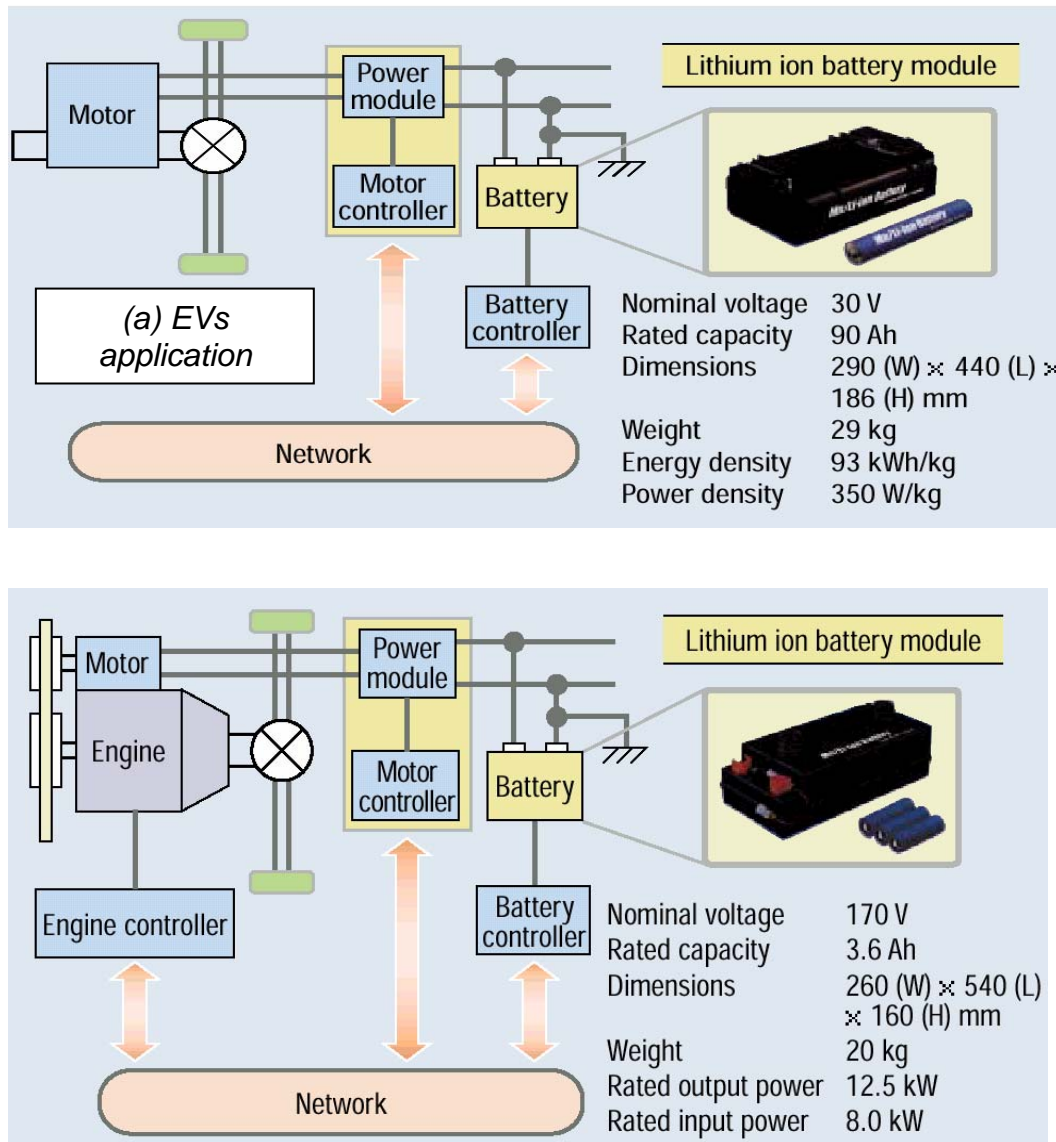 Motor
Power
module
Motor
controller
Battery
Battery
controller
(a) EVs
application
Network
Lithium ion battery module
Nominal voltage 30 V
Rated capacity 90 Ah
Dimensions 290 (W) × 440 (L) ×
186 (H) mm
Weight 29 kg
Energy density 93 kWh/kg
Power density 350 W/kg
Motor
Engine
Power
module
Motor
controller
Battery
Engine controller
Battery
controller
Network
Lithium ion battery module
Nominal voltage 170 V
Rated capacity 3.6 Ah
Dimensions 260 (W) × 540 (L)
× 160 (H) mm
Weight 20 kg
Rated output power 12.5 kW
Rated input power 8.0 kW